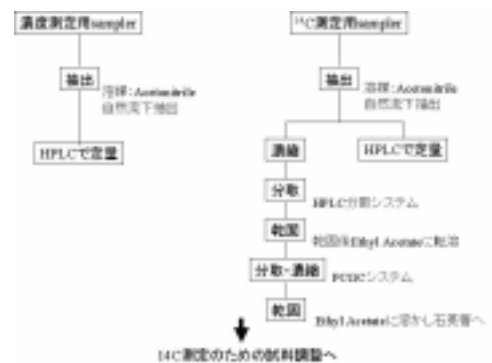 濃度測定用sampler
抽出
溶媒:Acetonitrile
自然流下抽出
HPLCで定量
14C測定用sampler
抽出
溶媒:Acetonitrile
自然流下抽出
濃縮
HPLCで定量
分取
HPLC分取システム
乾固
乾固後Ethyl Acetateに転溶
分取・濃縮
PCGCシステム
乾固
Ethyl Acetateに溶かし石英管へ
14C測定のための試料調整へ